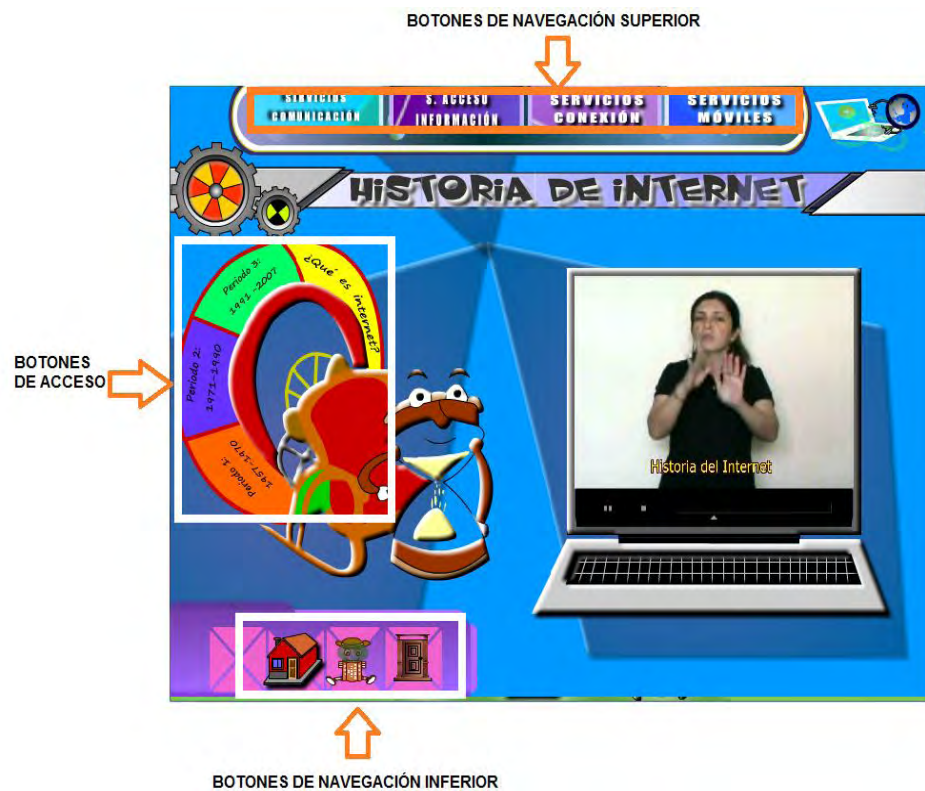 BOTONES DE NAVEGACIÓN SUPERIOR
SERVICIOS
COMUNICACIÓN
S. ACCESO
INFORMACIÓN
SERVICIOS
CONEXIÓN
SERVICIOS
MÓVILES
HiSTORiA DE iNTERNET
¿Qué es internet?
Periodo 3:
1991-2007
Periodo 2:
1971-1990
Periodo 1:
1957-1970
BOTONES
DE ACCESO
Historia del Internet
BOTONES DE NAVEGACIÓN INFERIOR